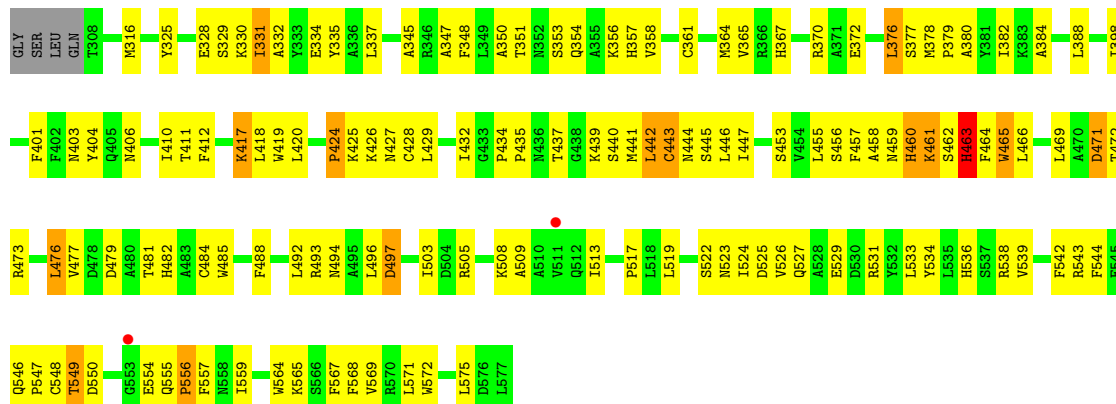 GLY SER LEU GLN T308 M316 Y325 E328 S329 K330 I331 A332 Y333 E334 Y335 A336 L337 A345 R346 A347 F348 L349 A350 T351 N352 S353 Q354 A355 K356 H357 V358 C361 M364 V365 R366 H367 R370 A371 E372 L376 S377 M378 P379 A380 Y381 I382 K383 A384 L388
F401 F402 N403 Y404 Q405 N406 I410 T411 F412 K417 L418 W419 L420 P424 K425 K426 N427 C428 L429 I432 G433 P434 P435 N436 T437 G438 K439 S440 M441 L442 C443 N444 S445 L446 I447 S453 V454 L455 S456 F457 A458 N459 H460 K461 S462 H463 F464 W465 L466 L469 A470 D471 T472
R473 L476 V477 D478 D479 A480 T481 H482 A483 C484 W485 F488 L492 R493 N494 A495 L496 D497 I503 D504 R505 K508 A509 A510 V511 Q512 I513 P517 L518 L519 S522 N523 I524 D525 V526 Q527 A528 E529 D530 R531 Y532 L533 Y534 L535 H536 S537 R538 V539 F542 R543 F544
Q546 P547 C548 T549 D550 G553 E554 Q555 P556 F557 N558 I559 W564 K565 S566 F567 F568 V569 R570 L571 W572 L575 D576 L577